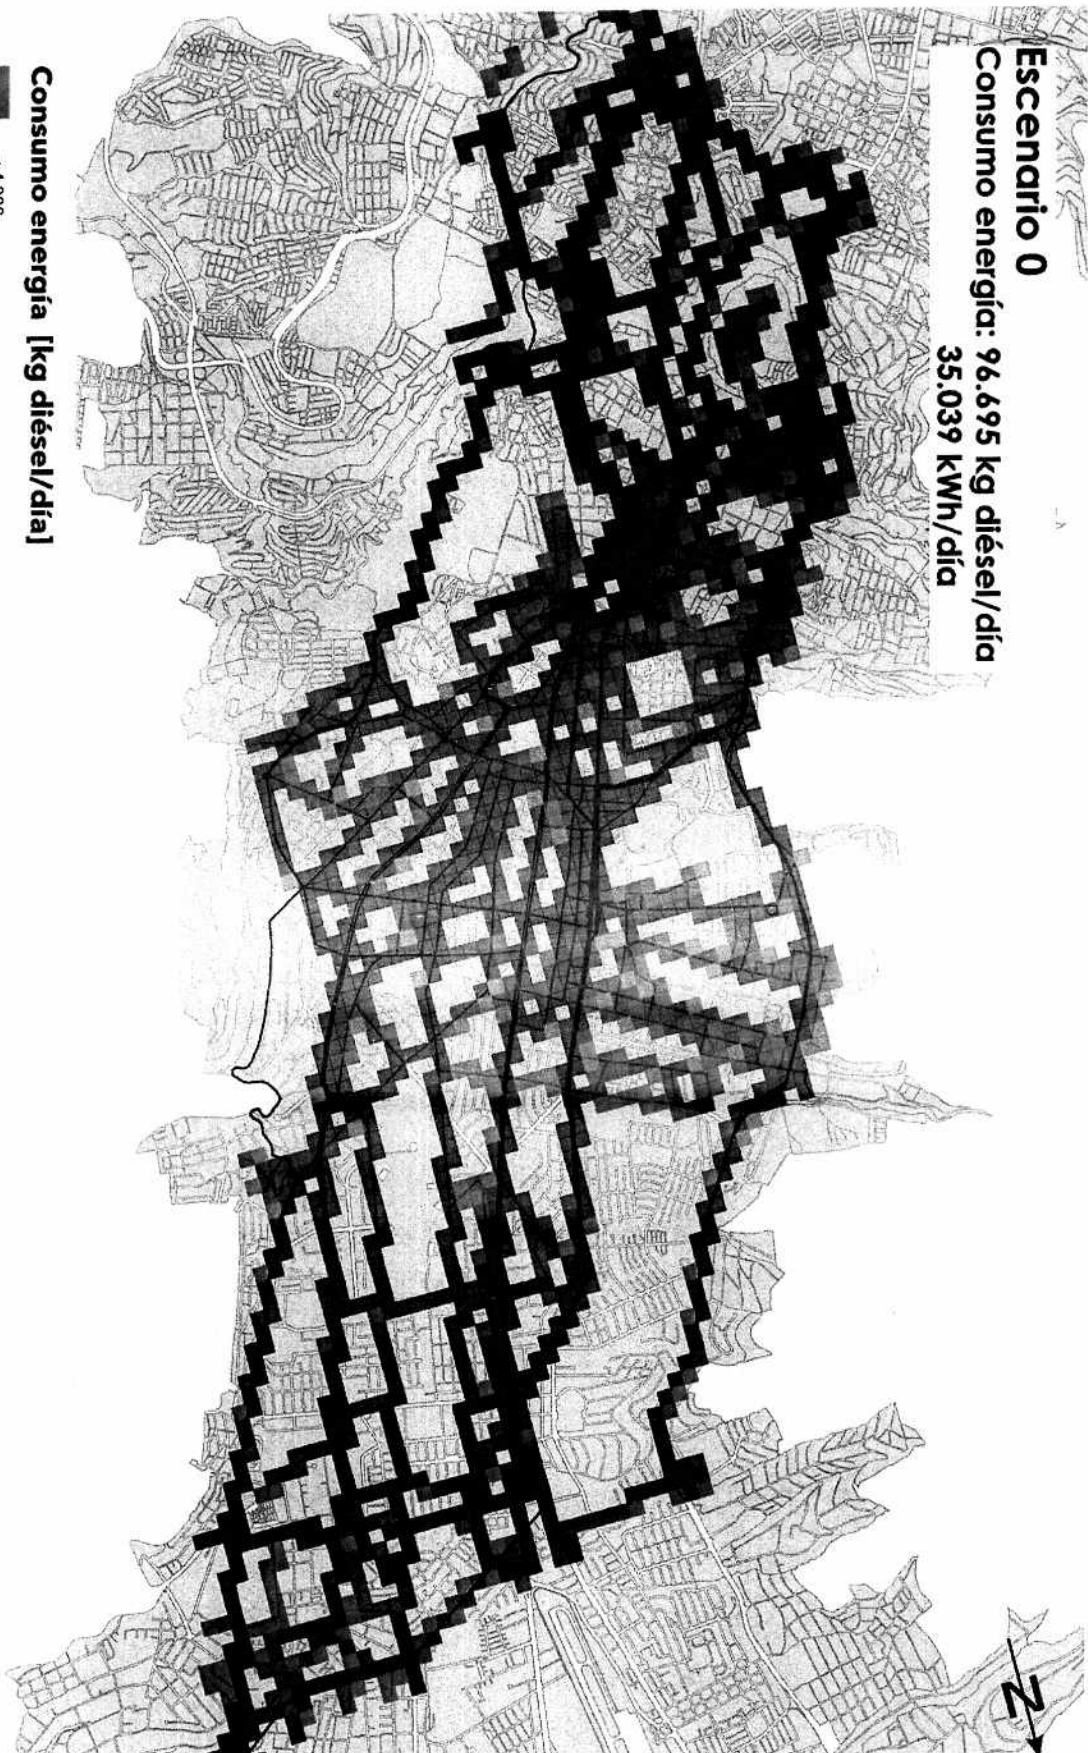 Escenario 0
Consumo energía: 96.695 kg diésel/día
35.039 kWh/día
N
Consumo energía [kg diésel/día]